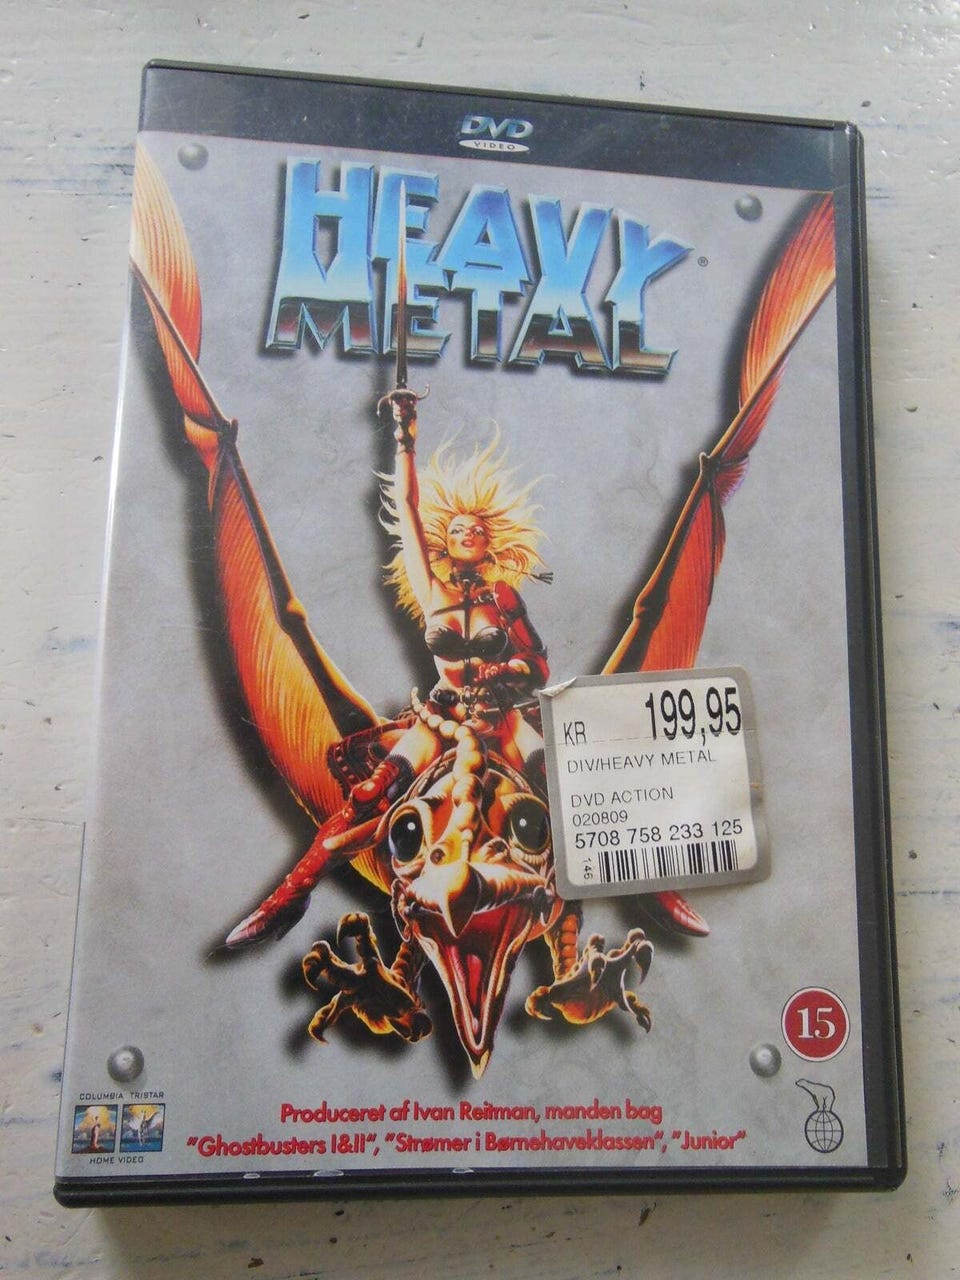 DVD
VIDEO
HEAVY
METAL ®
KR 199,95
DIV/HEAVY METAL
DVD ACTION
020809
5708 758 233 125
146
15
COLUMBIA TRISTAR
HOME VIDEO
Produceret af Ivan Reitman, manden bag
"Ghostbusters I&II", "Strømer i Børnehaveklassen", "Junior"